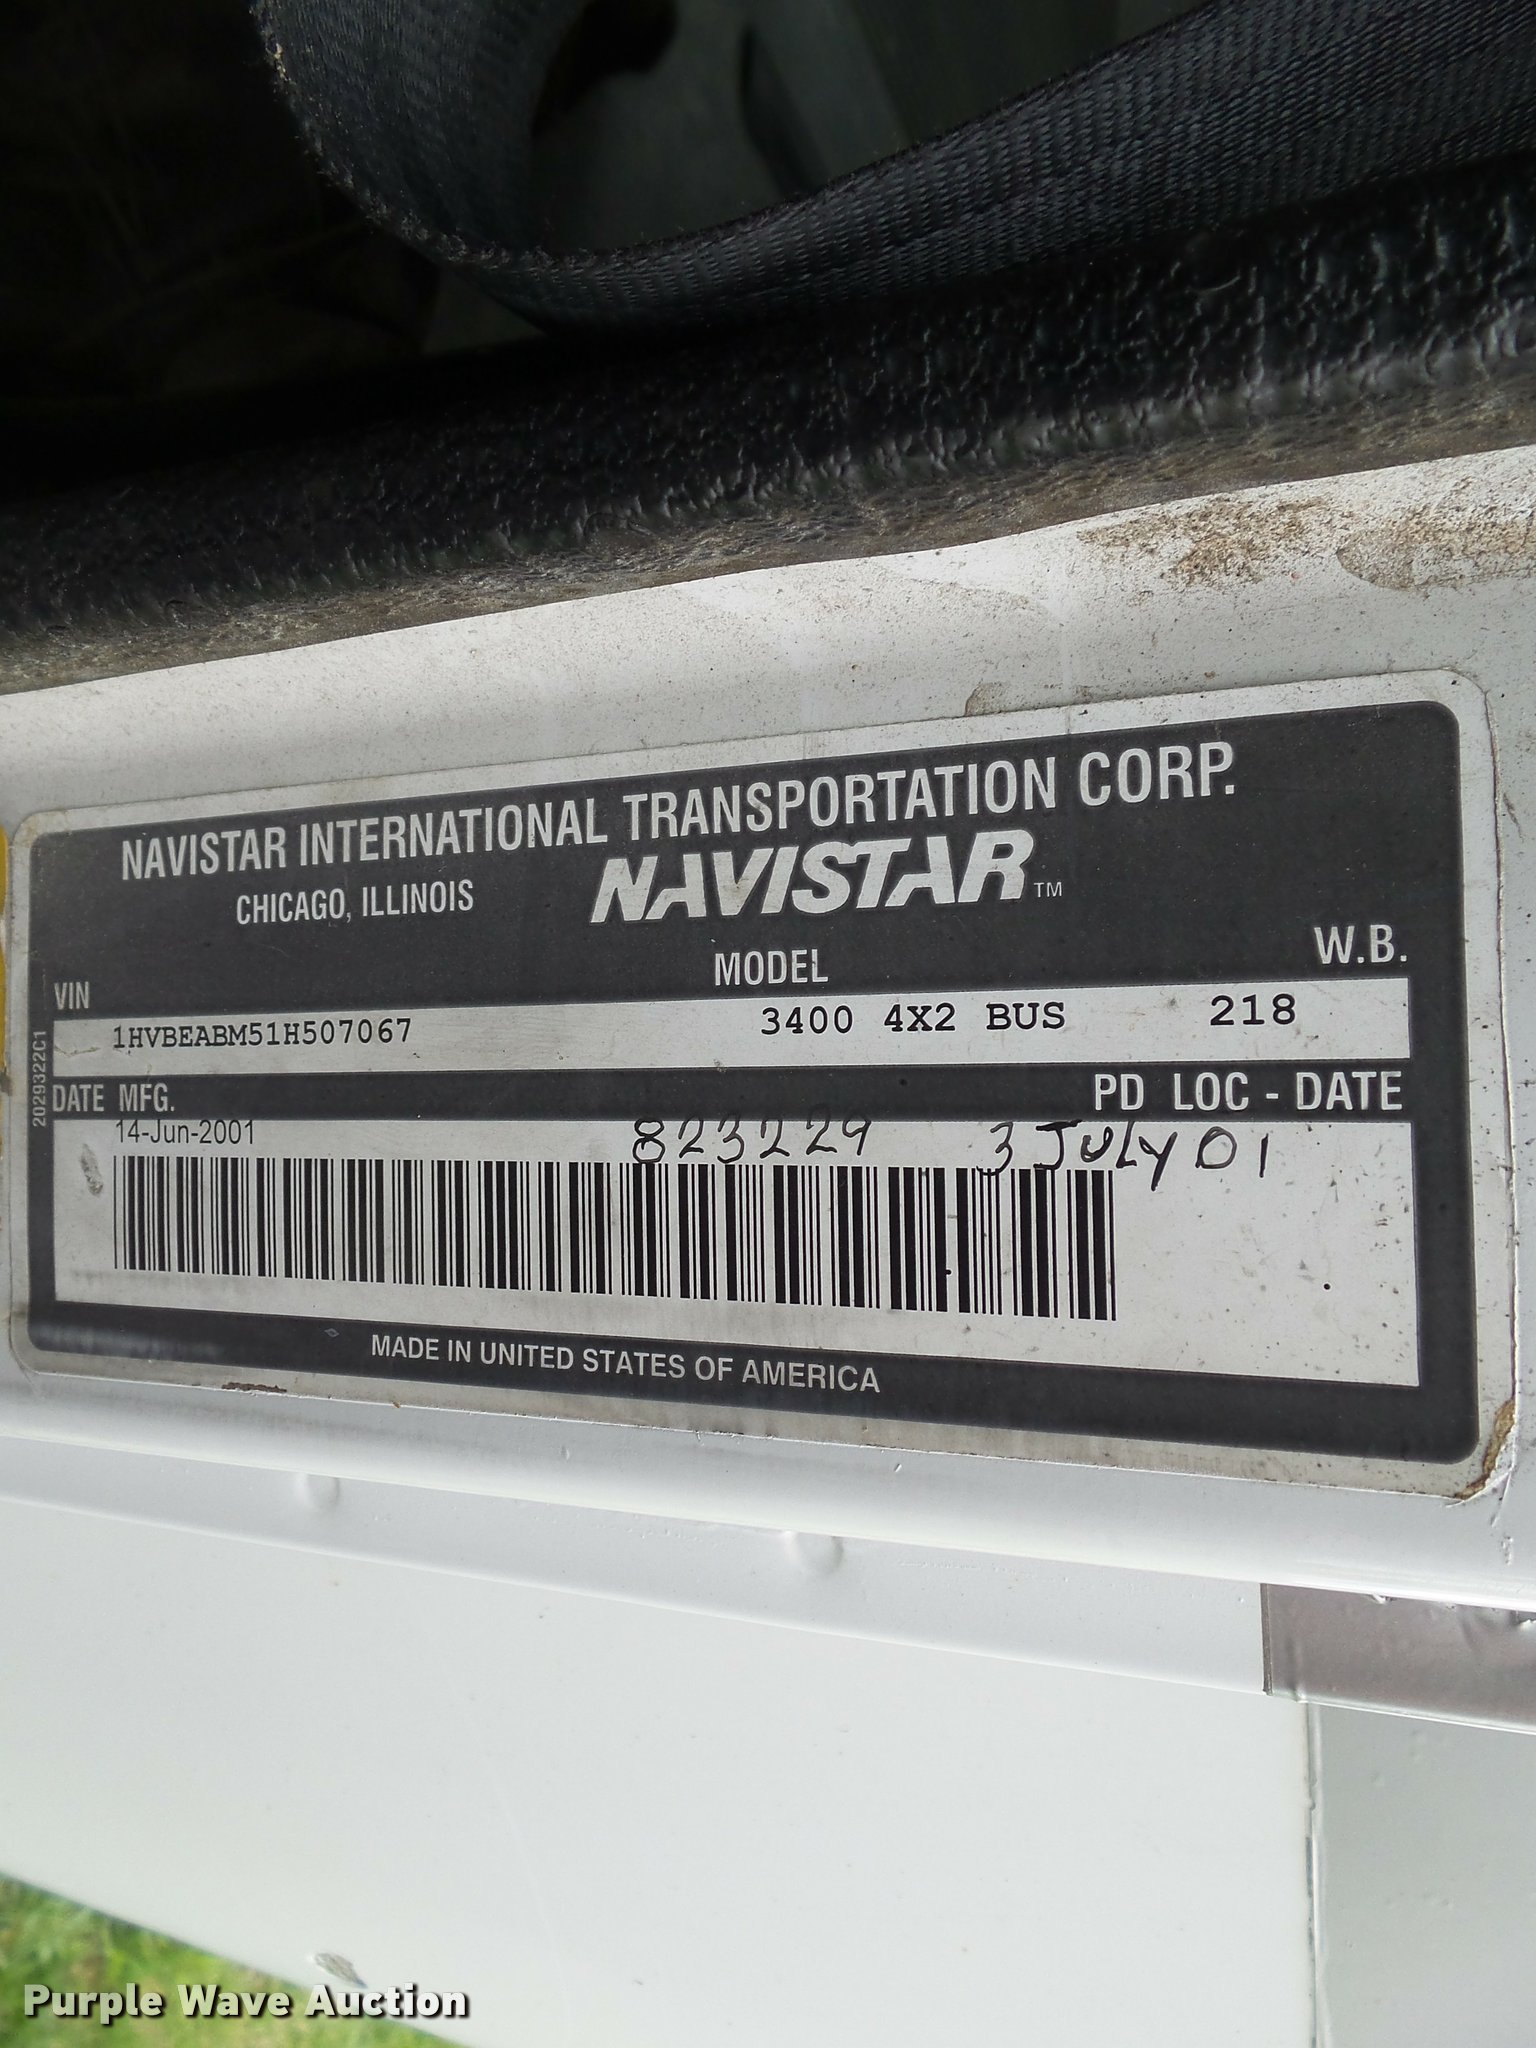 NAVISTAR INTERNATIONAL TRANSPORTATION CORP.
CHICAGO, ILLINOIS NAVISTAR™
VIN MODEL W.B.
1HVBEABM51H507067 3400 4X2 BUS 218
DATE MFG. PD LOC - DATE
14-Jun-2001 823229 3 JULY 01
MADE IN UNITED STATES OF AMERICA
2029322C1
Purple Wave Auction